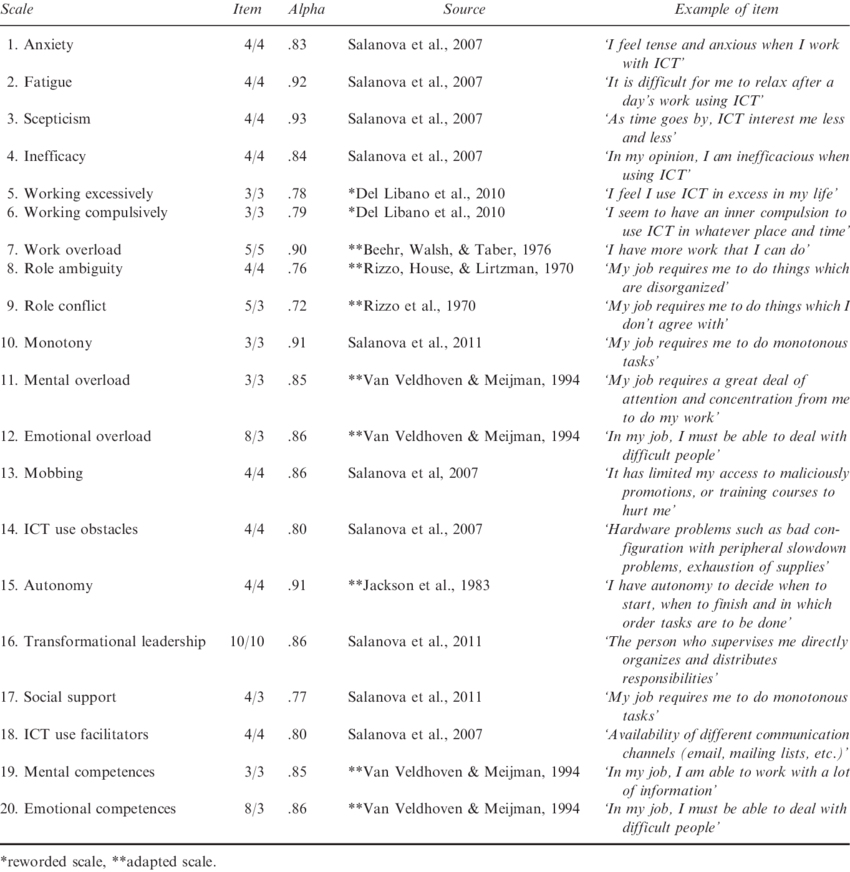 Scale Item Alpha Source Example of item
1. Anxiety 4/4 .83 Salanova et al., 2007 ‘I feel tense and anxious when I work
with ICT’
2. Fatigue 4/4 .92 Salanova et al., 2007 ‘It is difficult for me to relax after a
day’s work using ICT’
3. Scepticism 4/4 .93 Salanova et al., 2007 ‘As time goes by, ICT interest me less
and less’
4. Inefficacy 4/4 .84 Salanova et al., 2007 ‘In my opinion, I am inefficacious when
using ICT’
5. Working excessively 3/3 .78 *Del Libano et al., 2010 ‘I feel I use ICT in excess in my life’
6. Working compulsively 3/3 .79 *Del Libano et al., 2010 ‘I seem to have an inner compulsion to
use ICT in whatever place and time’
7. Work overload 5/5 .90 **Beehr, Walsh, & Taber, 1976 ‘I have more work that I can do’
8. Role ambiguity 4/4 .76 **Rizzo, House, & Lirtzman, 1970 ‘My job requires me to do things which
are disorganized’
9. Role conflict 5/3 .72 **Rizzo et al., 1970 ‘My job requires me to do things which I
don’t agree with’
10. Monotony 3/3 .91 Salanova et al., 2011 ‘My job requires me to do monotonous
tasks’
11. Mental overload 3/3 .85 **Van Veldhoven & Meijman, 1994 ‘My job requires a great deal of
attention and concentration from me
to do my work’
12. Emotional overload 8/3 .86 **Van Veldhoven & Meijman, 1994 ‘In my job, I must be able to deal with
difficult people’
13. Mobbing 4/4 .86 Salanova et al, 2007 ‘It has limited my access to maliciously
promotions, or training courses to
hurt me’
14. ICT use obstacles 4/4 .80 Salanova et al., 2007 ‘Hardware problems such as bad con-
figuration with peripheral slowdown
problems, exhaustion of supplies’
15. Autonomy 4/4 .91 **Jackson et al., 1983 ‘I have autonomy to decide when to
start, when to finish and in which
order tasks are to be done’
16. Transformational leadership 10/10 .86 Salanova et al., 2011 ‘The person who supervises me directly
organizes and distributes
responsibilities’
17. Social support 4/3 .77 Salanova et al., 2011 ‘My job requires me to do monotonous
tasks’
18. ICT use facilitators 4/4 .80 Salanova et al., 2007 ‘Availability of different communication
channels (email, mailing lists, etc.)’
19. Mental competences 3/3 .85 **Van Veldhoven & Meijman, 1994 ‘In my job, I am able to work with a lot
of information’
20. Emotional competences 8/3 .86 **Van Veldhoven & Meijman, 1994 ‘In my job, I must be able to deal with
difficult people’
*reworded scale, **adapted scale.